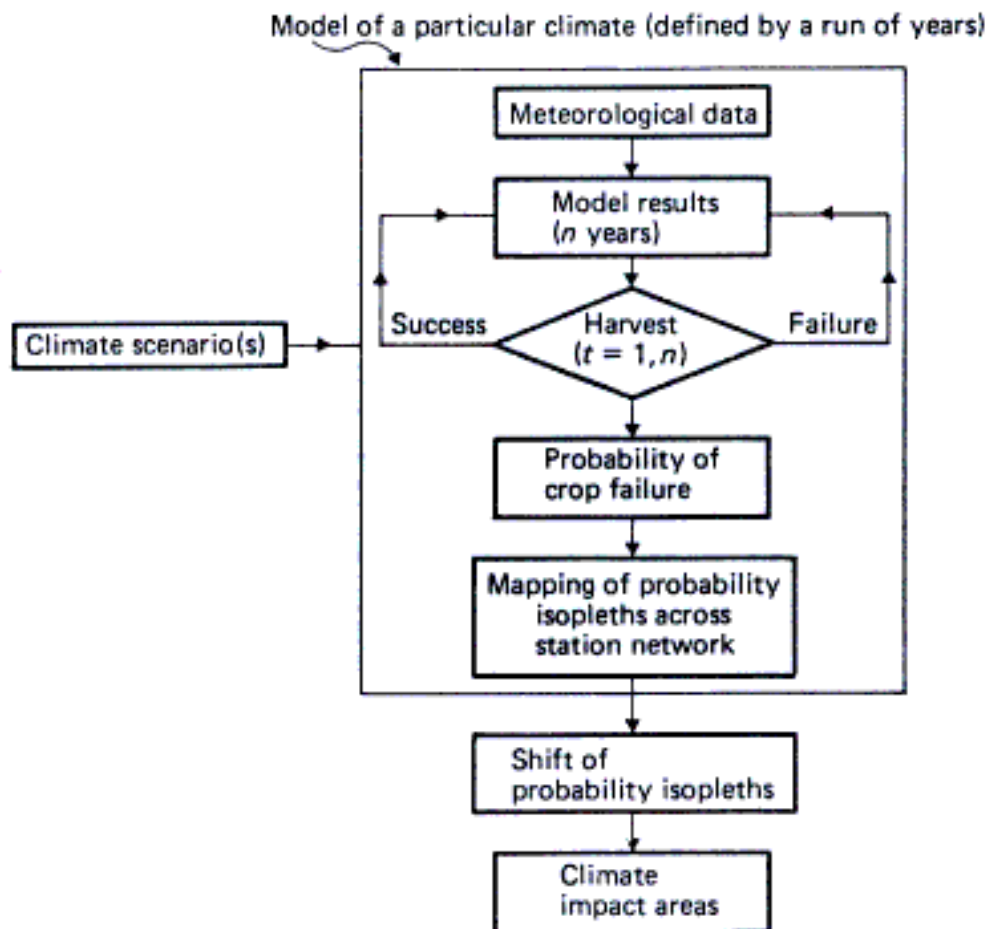 Model of a particular climate (defined by a run of years)
Meteorological data
Model results
(n years)
Success
Harvest
(t = 1, n)
Failure
Climate scenario(s)
Probability of
crop failure
Mapping of probability
isopleths across
station network
Shift of
probability isopleths
Climate
impact areas